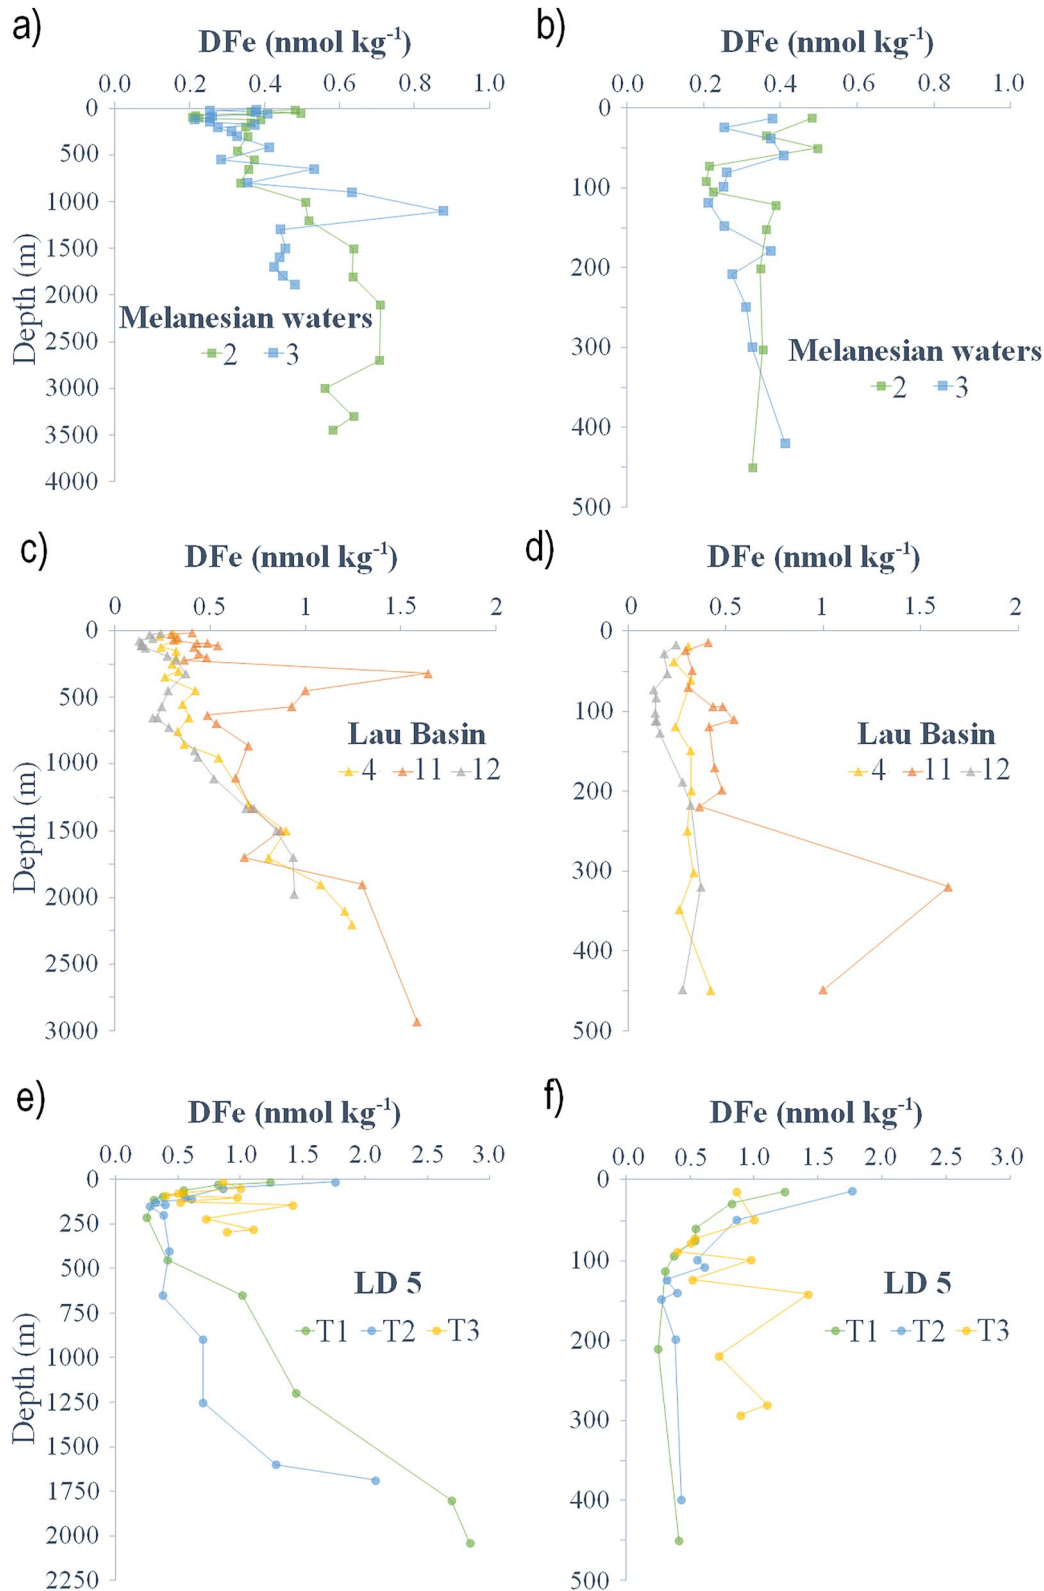 a)
DFe (nmol kg-1)
0.0 0.2 0.4 0.6 0.8 1.0
0
500
1000
1500
2000
2500
3000
3500
4000
Depth (m)
Melanesian waters
2 3
b)
DFe (nmol kg-1)
0.0 0.2 0.4 0.6 0.8 1.0
0
100
200
300
400
500
Melanesian waters
2 3
c)
DFe (nmol kg-1)
0 0.5 1 1.5 2
0
500
1000
1500
2000
2500
3000
Depth (m)
Lau Basin
4 11 12
d)
DFe (nmol kg-1)
0 0.5 1 1.5 2
0
100
200
300
400
500
Lau Basin
4 11 12
e)
DFe (nmol kg-1)
0.0 0.5 1.0 1.5 2.0 2.5 3.0
0
250
500
750
1000
1250
1500
1750
2000
2250
Depth (m)
LD 5
T1 T2 T3
f)
DFe (nmol kg-1)
0.0 0.5 1.0 1.5 2.0 2.5 3.0
0
100
200
300
400
500
LD 5
T1 T2 T3